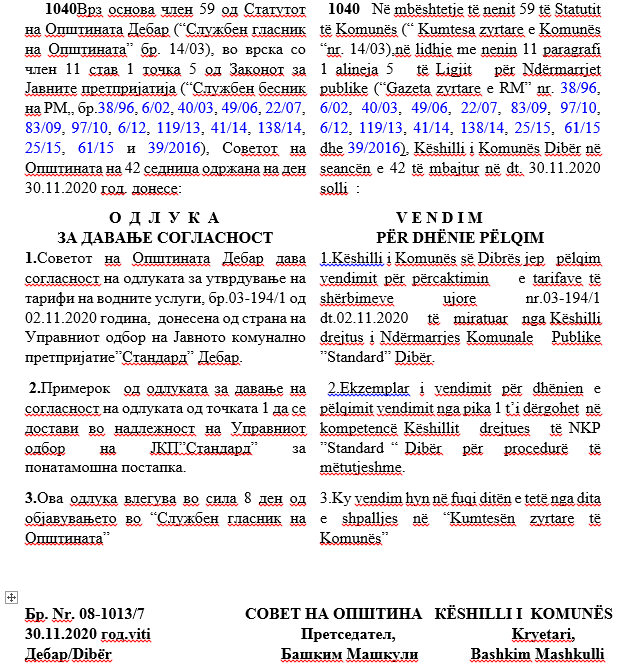 1040Врз основа член 59 од Статутот
на Општината Дебар (“Службен гласник
на Општината” бр. 14/03), во врска со
член 11 став 1 точка 5 од Законот за
Јавните претпријатија (“Службен бесник
на РМ,, бр.38/96, 6/02, 40/03, 49/06, 22/07,
83/09, 97/10, 6/12, 119/13, 41/14, 138/14,
25/15, 61/15 и 39/2016), Советот на
Општината на 42 седница одржана на ден
30.11.2020 год. донесе:
О Д Л У К А
ЗА ДАВАЊЕ СОГЛАСНОСТ
1.Советот на Општината Дебар дава
согласност на одлуката за утврдување на
тарифи на водните услуги, бр.03-194/1 од
02.11.2020 година, донесена од страна на
Управниот одбор на Јавното комунално
претпријатие”Стандард” Дебар.
2.Примерок од одлуката за давање на
согласност на одлуката од точката 1 да се
достави во надлежност на Управниот
одбор на ЈКП”Стандард” за
понатамошна постапка.
3.Ова одлука влегува во сила 8 ден од
објавувањето во “Службен гласник на
Општината”
1040 Në mbështetje të nenit 59 të Statutit
të Komunës (“ Kumtesa zyrtare e Komunës
“nr. 14/03),në lidhje me nenin 11 paragrafi
1 alineja 5 të Ligjit për Ndërmarrjet
publike (“Gazeta zyrtare e RM” nr. 38/96,
6/02, 40/03, 49/06, 22/07, 83/09, 97/10,
6/12, 119/13, 41/14, 138/14, 25/15, 61/15
dhe 39/2016), Këshilli i Komunës Dibër në
seancën e 42 të mbajtur në dt. 30.11.2020
solli :
V E N D I M
PËR DHËNIE PËLQIM
1.Këshilli i Komunës së Dibrës jep pëlqim
vendimit për përcaktimin e tarifave të
shërbimeve ujore nr.03-194/1
dt.02.11.2020 të miratuar nga Këshilli
drejtus i Ndërmarrjes Komunale Publike
”Standard” Dibër.
2.Ekzemplar i vendimit për dhënien e
pëlqimit vendimit nga pika 1 t’i dërgohet në
kompetencë Këshillit drejtues të NKP
”Standard “ Dibër për procedurë të
mëtutjeshme.
3.Ky vendim hyn në fuqi ditën e tetë nga dita
e shpalljes në “Kumtesën zyrtare të
Komunës”
Бр. Nr. 08-1013/7 СОВЕТ НА ОПШТИНА КËSHILLI I KOMUNËS
30.11.2020 год.viti Претседател, Kryetari,
Дебар/Dibër Башким Машкули Bashkim Mashkulli